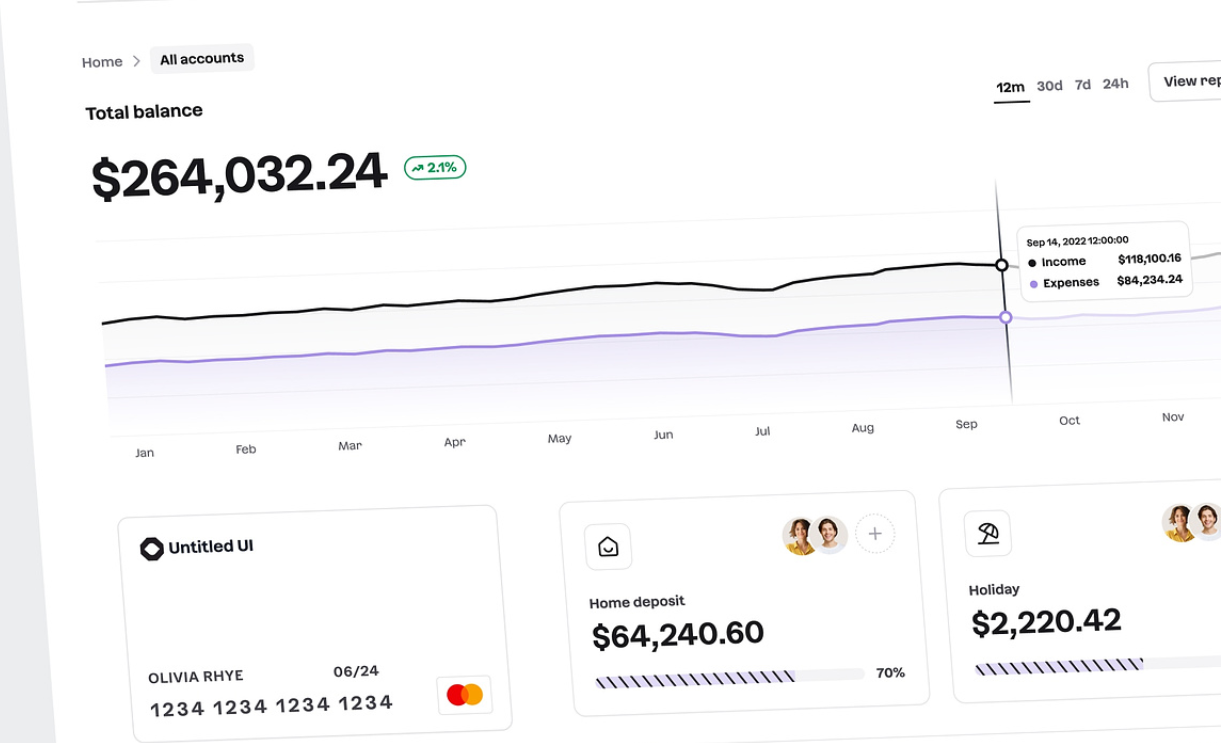 Home
All accounts
12m 30d 7d 24h
View rep
Total balance
$264,032.24
2.1%
Sep 14, 2022 12:00:00
Income $118,100.16
Expenses $84,234.24
Jan Feb Mar Apr May Jun Jul Aug Sep Oct Nov
Untitled UI
OLIVIA RHYE 06/24
1234 1234 1234 1234
Home deposit
$64,240.60
70%
Holiday
$2,220.42